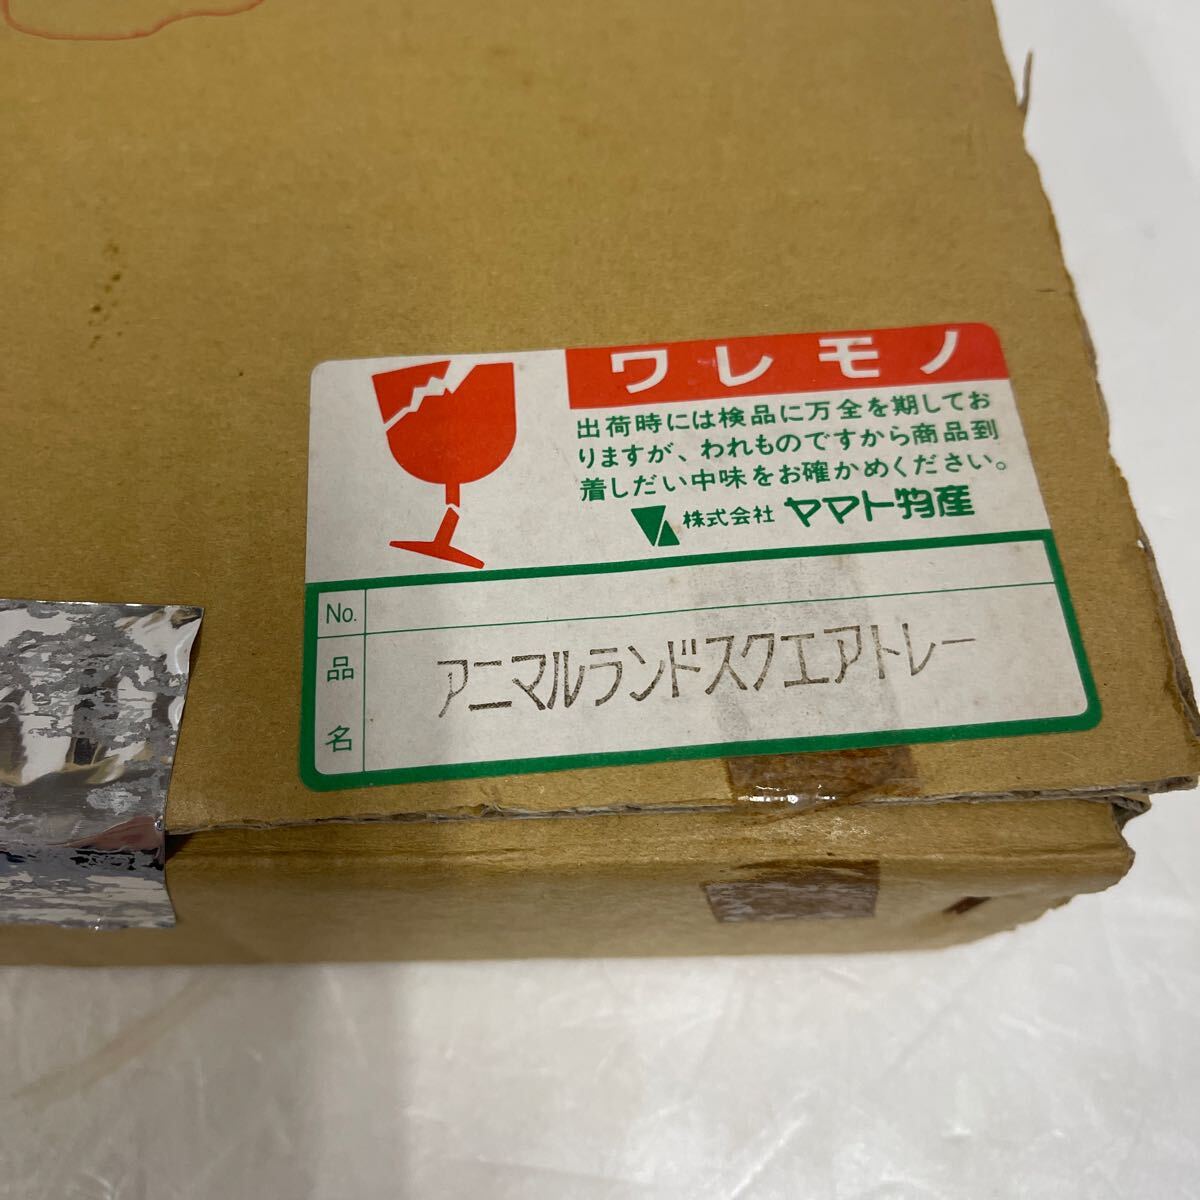 ワレモノ
出荷時には検品に万全を期してお
りますが、われものですから商品到
着しだい中味をお確かめください。
株式会社 ヤマト物産
No.
品名
アニマルランドスクエアトレー